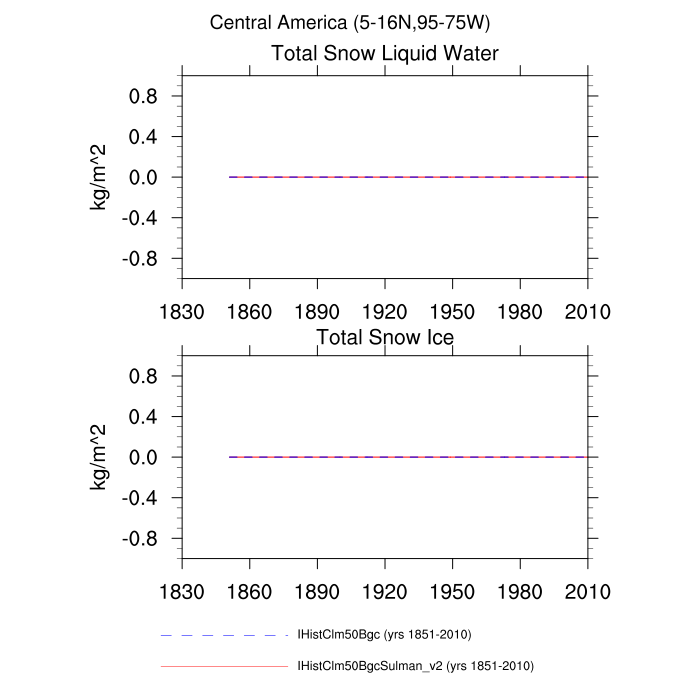 Central America (5-16N,95-75W)
Total Snow Liquid Water
0.8
0.4
0.0
-0.4
-0.8
kg/m^2
1830 1860 1890 1920 1950 1980 2010
Total Snow Ice
0.8
0.4
0.0
-0.4
-0.8
kg/m^2
1830 1860 1890 1920 1950 1980 2010
IHistClm50Bgc (yrs 1851-2010)
IHistClm50BgcSulman_v2 (yrs 1851-2010)